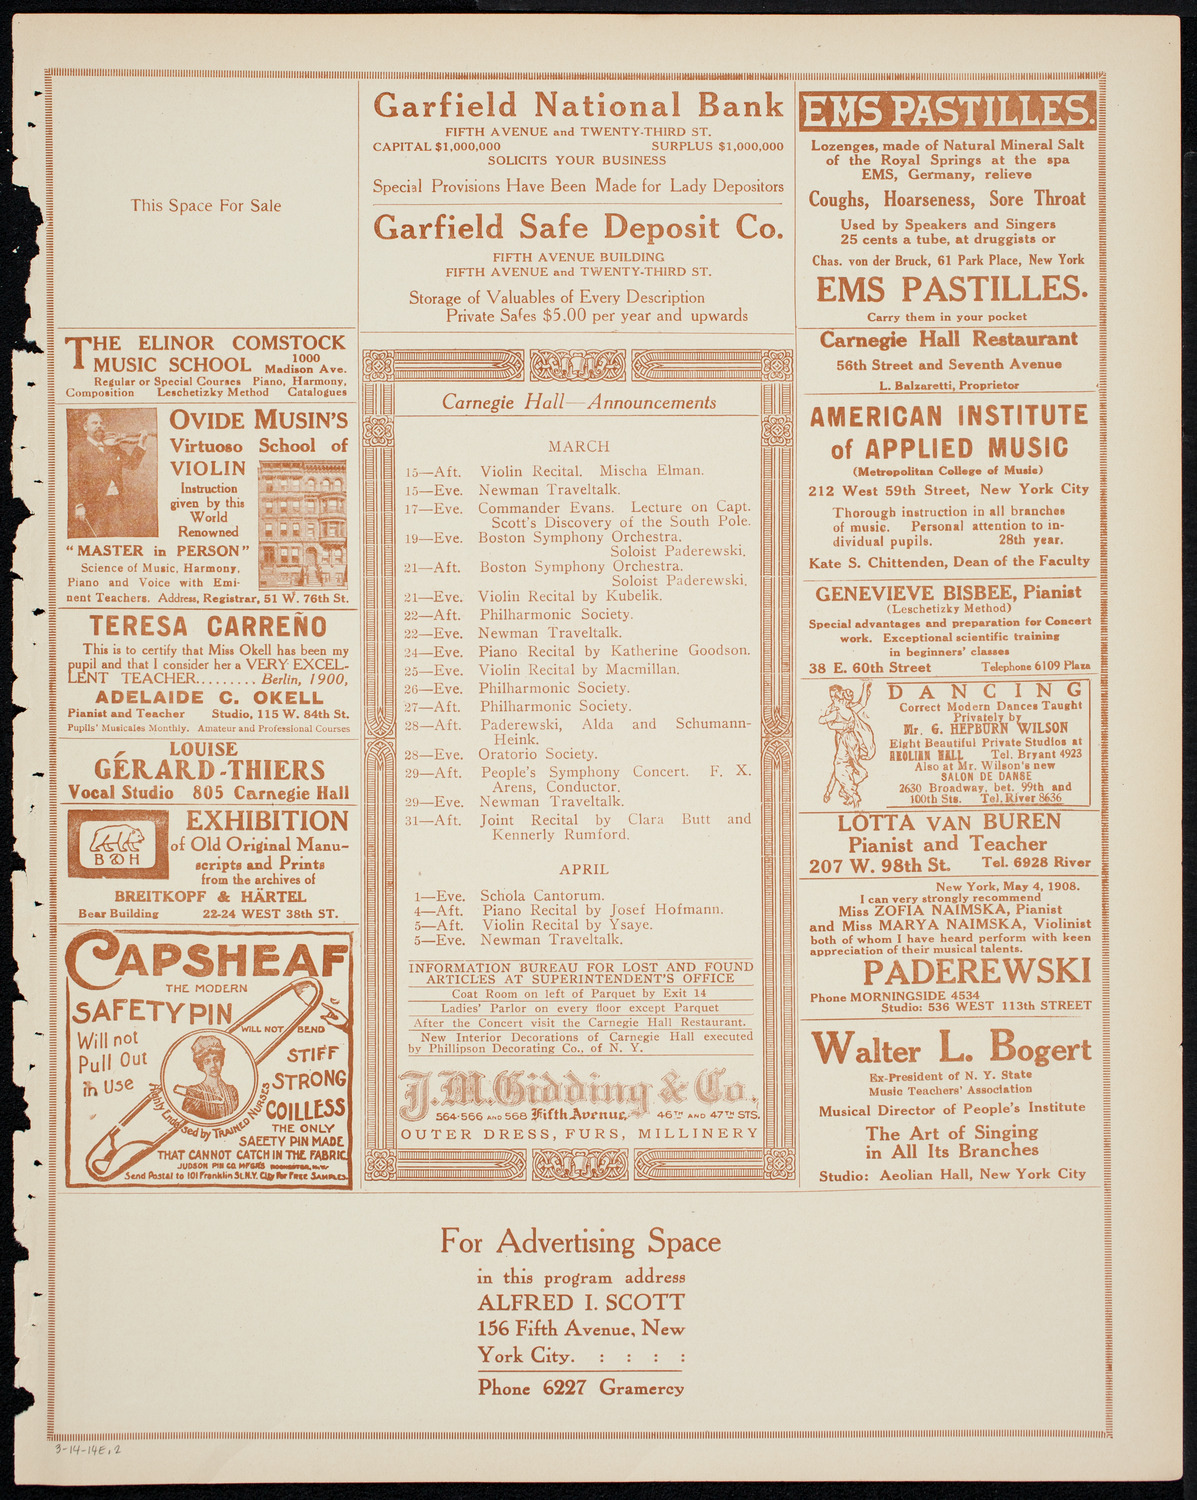 This Space For Sale
THE ELINOR COMSTOCK
MUSIC SCHOOL 1000 Madison Ave.
Regular or Special Courses Piano, Harmony,
Composition Leschetizky Method Catalogues
OVIDE MUSIN'S
Virtuoso School of
VIOLIN
Instruction
given by this
World
Renowned
"MASTER in PERSON"
Science of Music, Harmony,
Piano and Voice with Emi-
nent Teachers. Address, Registrar, 51 W. 76th St.
TERESA CARREÑO
This is to certify that Miss Okell has been my
pupil and that I consider her a VERY EXCEL-
LENT TEACHER......... Berlin, 1900,
ADELAIDE C. OKELL
Pianist and Teacher Studio, 115 W. 84th St.
Pupils' Musicales Monthly. Amateur and Professional Courses
LOUISE
GÉRARD-THIERS
Vocal Studio 805 Carnegie Hall
B & H
EXHIBITION
of Old Original Manu-
scripts and Prints
from the archives of
BREITKOPF & HÄRTEL
Bear Building 22-24 WEST 38th ST.
CAPSHEAF
THE MODERN
SAFETY PIN
WILL NOT BEND
Will not
Pull Out
in Use
STIFF
STRONG
COILLESS
Highly Endorsed by TRAINED NURSES
THE ONLY
SAFETY PIN MADE
THAT CANNOT CATCH IN THE FABRIC
JUDSON PIN CO. MFGRS ROCHESTER, N.Y.
Send Postal to 101 Franklin St. N.Y. City For FREE SAMPLES
Garfield National Bank
FIFTH AVENUE and TWENTY-THIRD ST.
CAPITAL $1,000,000 SURPLUS $1,000,000
SOLICITS YOUR BUSINESS
Special Provisions Have Been Made for Lady Depositors
Garfield Safe Deposit Co.
FIFTH AVENUE BUILDING
FIFTH AVENUE and TWENTY-THIRD ST.
Storage of Valuables of Every Description
Private Safes $5.00 per year and upwards
Carnegie Hall—Announcements
MARCH
15—Aft. Violin Recital. Mischa Elman.
15—Eve. Newman Traveltalk.
17—Eve. Commander Evans. Lecture on Capt.
Scott's Discovery of the South Pole.
19—Eve. Boston Symphony Orchestra.
Soloist Paderewski.
21—Aft. Boston Symphony Orchestra.
Soloist Paderewski.
21—Eve. Violin Recital by Kubelik.
22—Aft. Philharmonic Society.
22—Eve. Newman Traveltalk.
24—Eve. Piano Recital by Katherine Goodson.
25—Eve. Violin Recital by Macmillan.
26—Eve. Philharmonic Society.
27—Aft. Philharmonic Society.
28—Aft. Paderewski, Alda and Schumann-
Heink.
28—Eve. Oratorio Society.
29—Aft. People's Symphony Concert. F. X.
Arens, Conductor.
29—Eve. Newman Traveltalk.
31—Aft. Joint Recital by Clara Butt and
Kennerly Rumford.
APRIL
1—Eve. Schola Cantorum.
4—Aft. Piano Recital by Josef Hofmann.
5—Aft. Violin Recital by Ysaye.
5—Eve. Newman Traveltalk.
INFORMATION BUREAU FOR LOST AND FOUND
ARTICLES AT SUPERINTENDENT'S OFFICE
Coat Room on left of Parquet by Exit 14
Ladies' Parlor on every floor except Parquet
After the Concert visit the Carnegie Hall Restaurant.
New Interior Decorations of Carnegie Hall executed
by Phillipson Decorating Co., of N. Y.
J. M. Gidding & Co.
564-566 AND 568 Fifth Avenue, 46TH AND 47TH STS.
OUTER DRESS, FURS, MILLINERY
EMS PASTILLES.
Lozenges, made of Natural Mineral Salt
of the Royal Springs at the spa
EMS, Germany, relieve
Coughs, Hoarseness, Sore Throat
Used by Speakers and Singers
25 cents a tube, at druggists or
Chas. von der Bruck, 61 Park Place, New York
EMS PASTILLES.
Carry them in your pocket
Carnegie Hall Restaurant
56th Street and Seventh Avenue
L. Balzaretti, Proprietor
AMERICAN INSTITUTE
of APPLIED MUSIC
(Metropolitan College of Music)
212 West 59th Street, New York City
Thorough instruction in all branches
of music. Personal attention to in-
dividual pupils. 28th year.
Kate S. Chittenden, Dean of the Faculty
GENEVIEVE BISBEE, Pianist
(Leschetizky Method)
Special advantages and preparation for Concert
work. Exceptional scientific training
in beginners' classes
38 E. 60th Street Telephone 6109 Plaza
DANCING
Correct Modern Dances Taught
Privately by
Mr. G. HEPBURN WILSON
Eight Beautiful Private Studios at
AEOLIAN HALL Tel. Bryant 4923
Also at Mr. Wilson's new
SALON DE DANSE
2630 Broadway, bet. 99th and
100th Sts. Tel. River 8636
LOTTA VAN BUREN
Pianist and Teacher
207 W. 98th St. Tel. 6928 River
New York, May 4, 1908.
I can very strongly recommend
Miss ZOFIA NAIMSKA, Pianist
and Miss MARYA NAIMSKA, Violinist
both of whom I have heard perform with keen
appreciation of their musical talents.
PADEREWSKI
Phone MORNINGSIDE 4534
Studio: 536 WEST 113th STREET
Walter L. Bogert
Ex-President of N. Y. State
Music Teachers' Association
Musical Director of People's Institute
The Art of Singing
in All Its Branches
Studio: Aeolian Hall, New York City
For Advertising Space
in this program address
ALFRED I. SCOTT
156 Fifth Avenue, New
York City. : : : :
Phone 6227 Gramercy
3-14-14E, 2